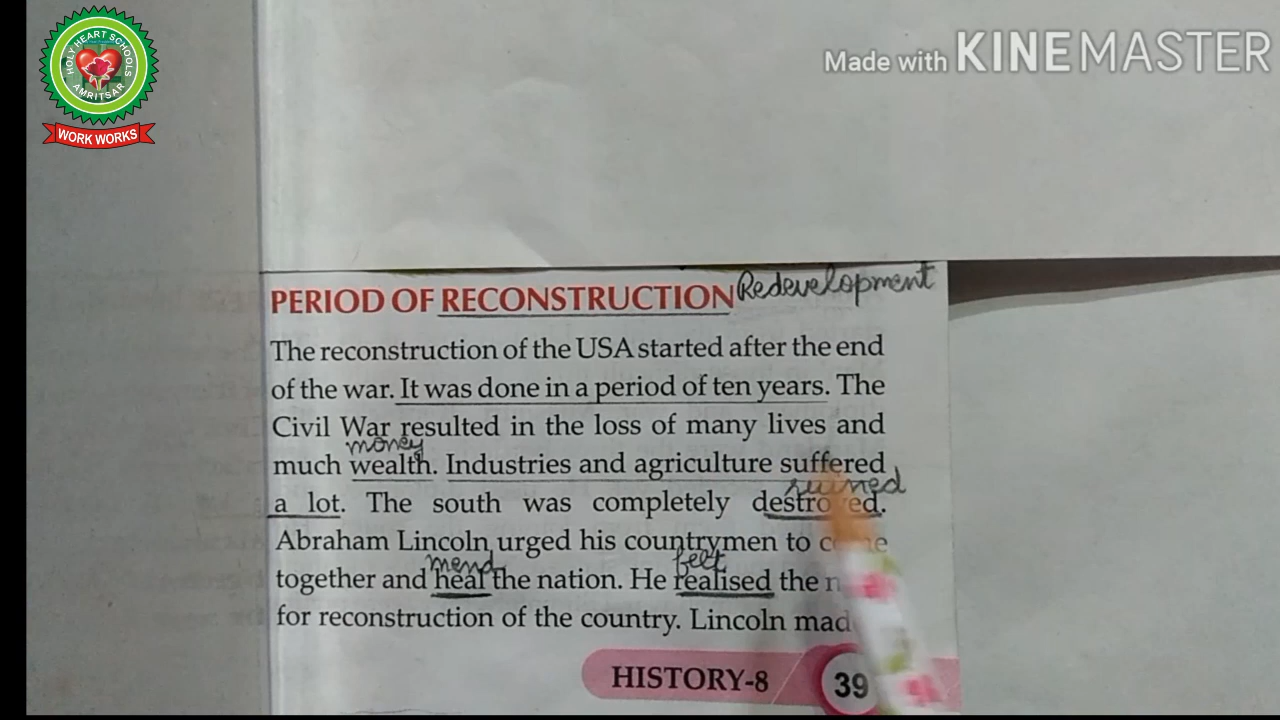 HOLY HEART SCHOOLS
AMRITSAR
WORK WORKS
Made with KINEMASTER
PERIOD OF RECONSTRUCTION Redevelopment
The reconstruction of the USA started after the end
of the war. It was done in a period of ten years. The
Civil War resulted in the loss of many lives and
money
much wealth. Industries and agriculture suffered
ruined
a lot. The south was completely destroyed.
Abraham Lincoln urged his countrymen to come
mend felt
together and heal the nation. He realised the
for reconstruction of the country. Lincoln mad
HISTORY-8 39